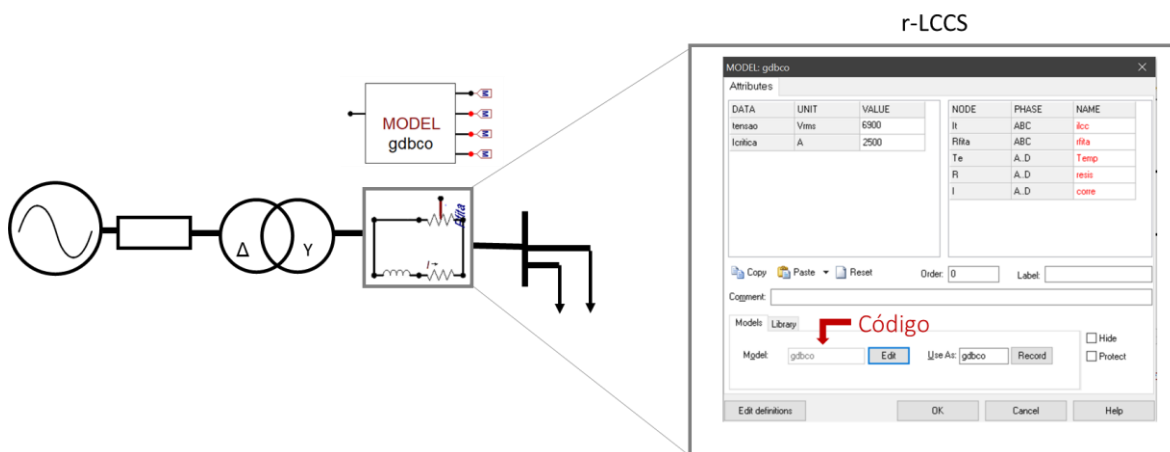 r-LCCS
MODEL: gdbco
Attributes
DATA UNIT VALUE
tensao Vrms 6900
Icritica A 2500
NODE PHASE NAME
It ABC ilcc
Rfita ABC rfita
Te A..D Temp
R A..D resis
I A..D corre
Copy Paste Reset Order: 0 Label:
Comment:
Models Library
Código
Model: gdbco Edit Use As: gdbco Record
Hide
Protect
Edit definitions OK Cancel Help
MODEL
gdbco
M
M
M
M
Δ Y
Rfita
I